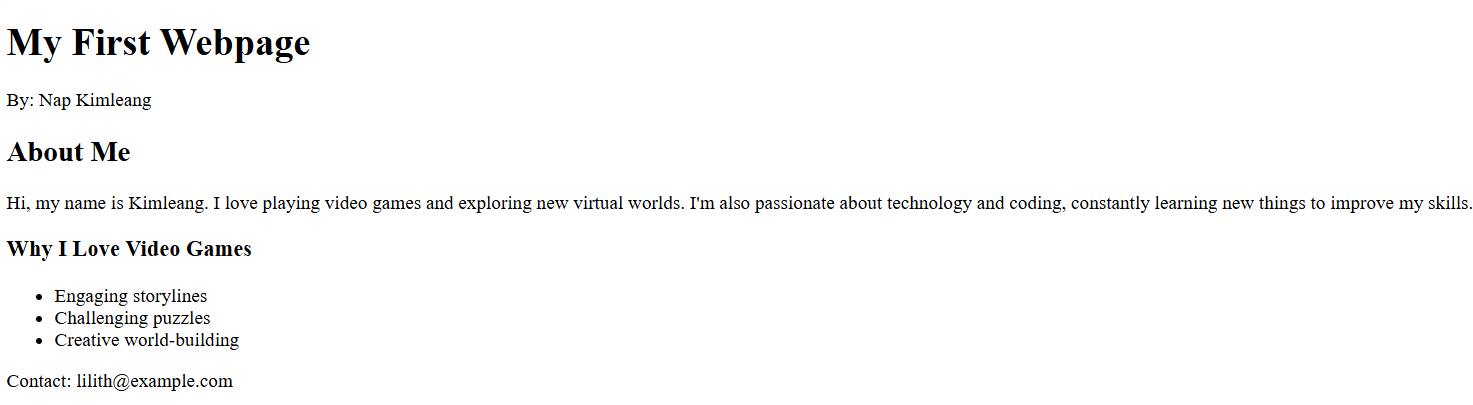 My First Webpage
By: Nap Kimleang
About Me
Hi, my name is Kimleang. I love playing video games and exploring new virtual worlds. I'm also passionate about technology and coding, constantly learning new things to improve my skills.
Why I Love Video Games
• Engaging storylines
• Challenging puzzles
• Creative world-building
Contact: lilith@example.com